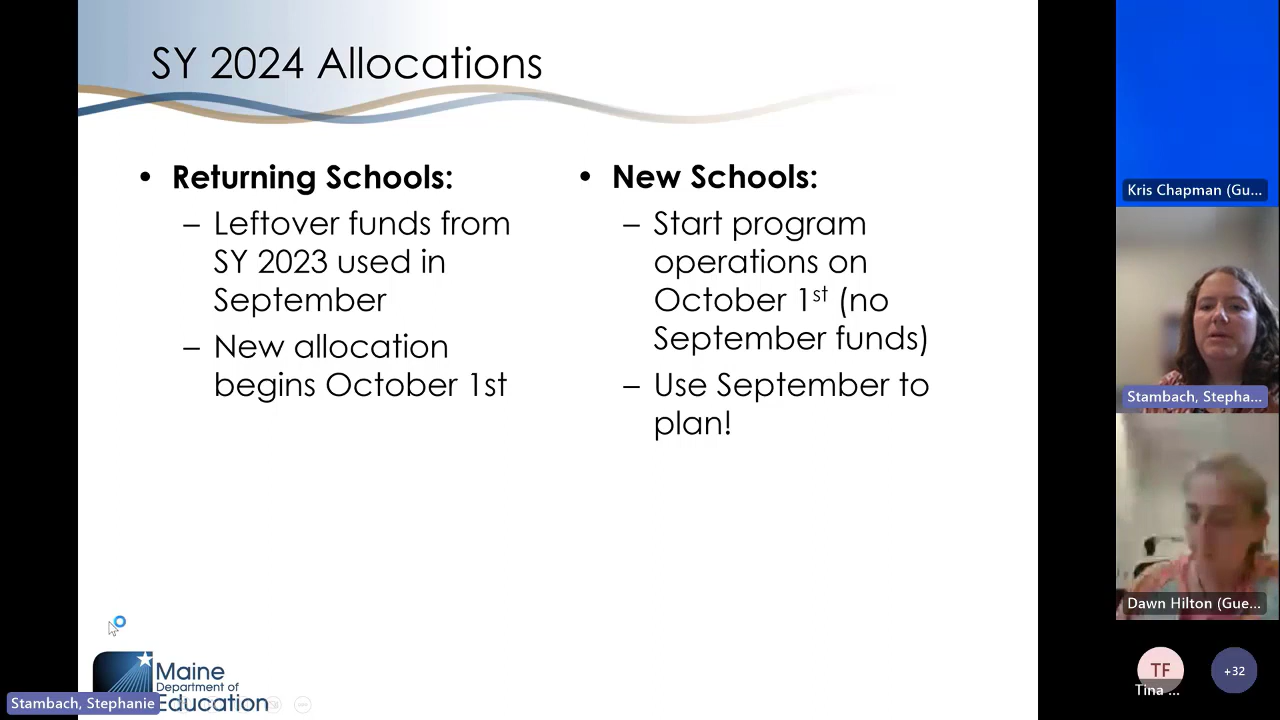 SY 2024 Allocations
• Returning Schools:
– Leftover funds from
SY 2023 used in
September
– New allocation
begins October 1st
• New Schools:
– Start program
operations on
October 1st (no
September funds)
– Use September to
plan!
Maine
Department of
Education
Stambach, Stephanie
Kris Chapman (Gu...
Stambach, Stepha...
Dawn Hilton (Gue...
TF
Tina ...
+32